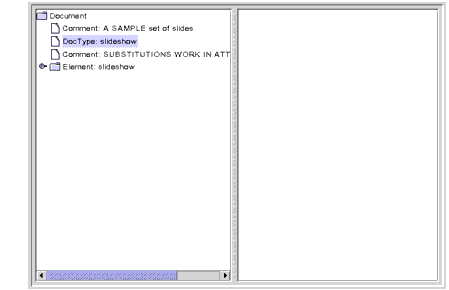 Document
Comment: A SAMPLE set of slides
DocType: slideshow
Comment: SUBSTITUTIONS WORK IN ATT
Element: slideshow